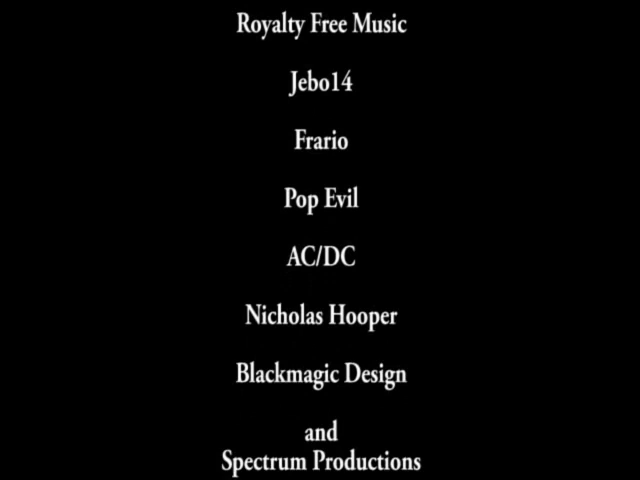 Royalty Free Music
Jebo14
Frario
Pop Evil
AC/DC
Nicholas Hooper
Blackmagic Design
and
Spectrum Productions